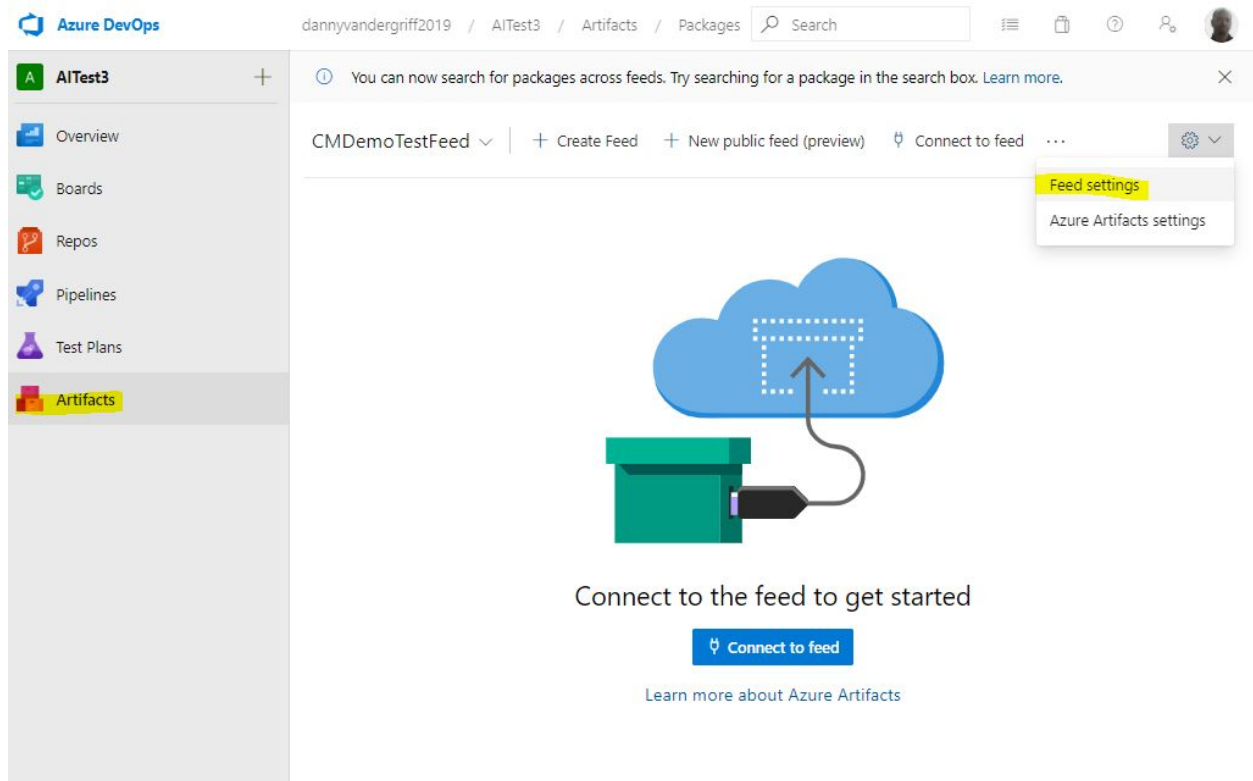 Azure DevOps
dannyvandergriff2019 / AITest3 / Artifacts / Packages
Search
A AITest3
You can now search for packages across feeds. Try searching for a package in the search box. Learn more.
Overview
Boards
Repos
Pipelines
Test Plans
Artifacts
CMDemoTestFeed
Create Feed
New public feed (preview)
Connect to feed
Feed settings
Azure Artifacts settings
Connect to the feed to get started
Connect to feed
Learn more about Azure Artifacts